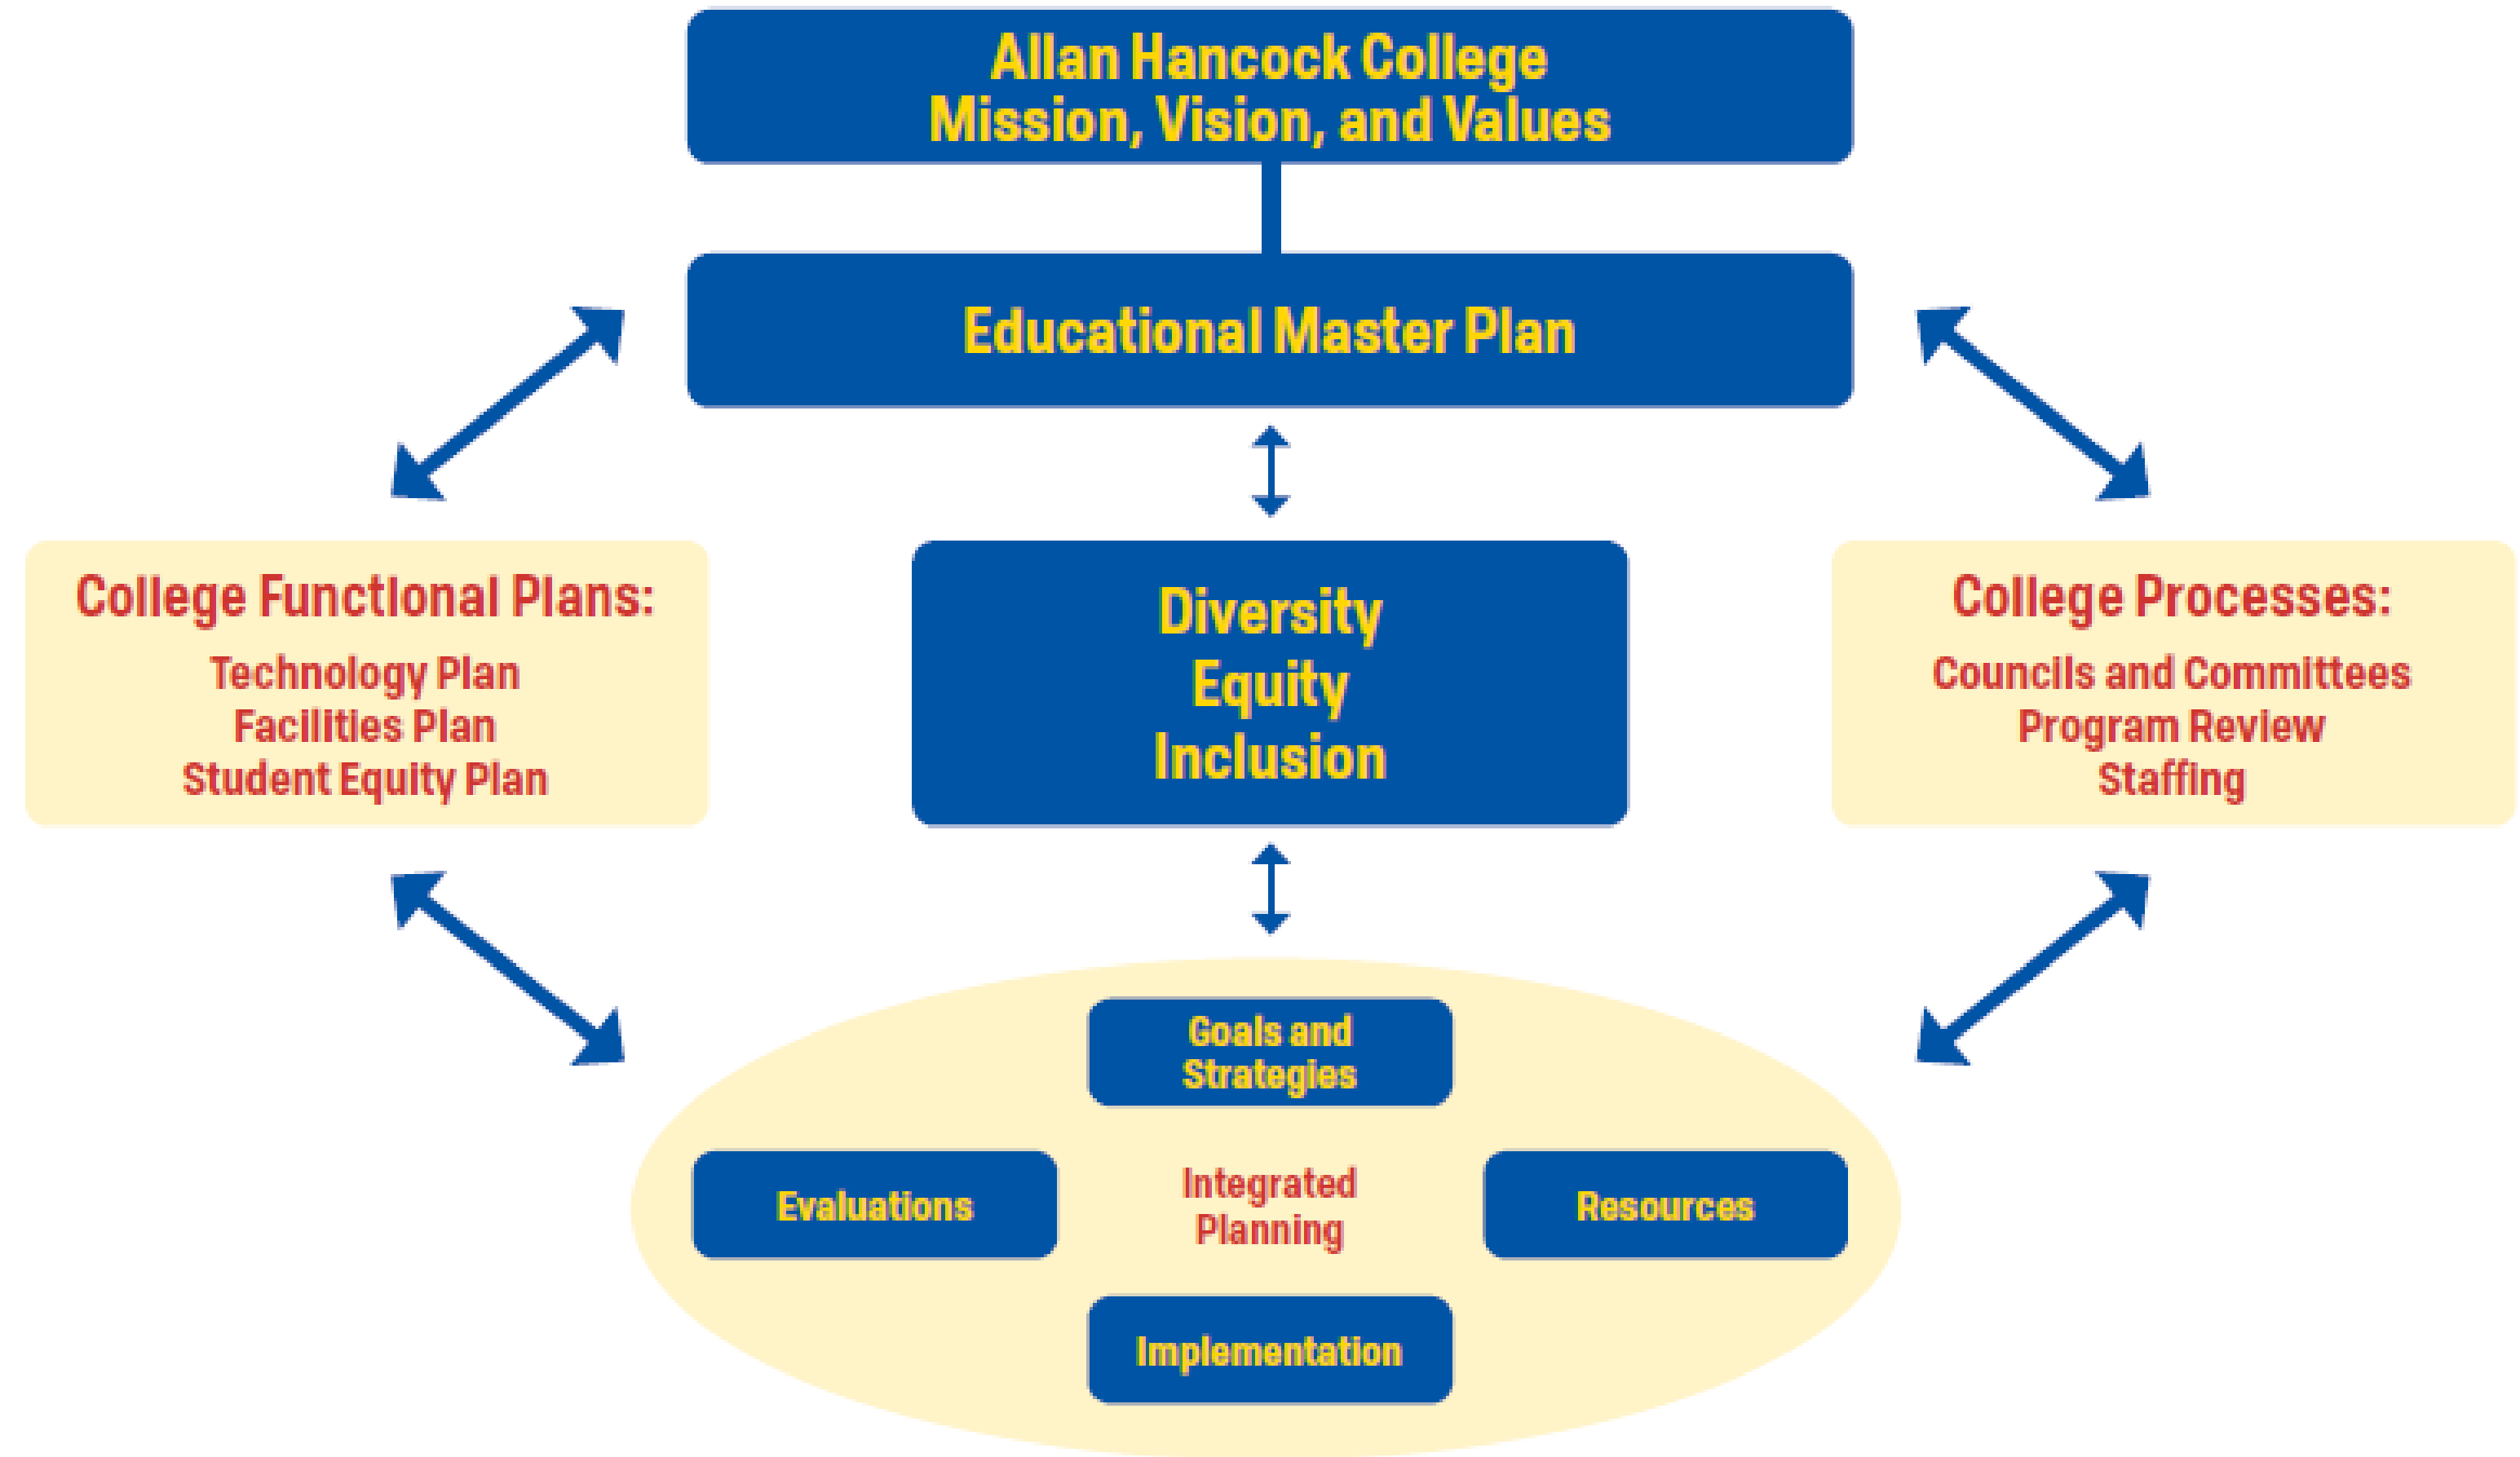 Allan Hancock College
Mission, Vision, and Values
Educational Master Plan
College Functional Plans:
Technology Plan
Facilities Plan
Student Equity Plan
Diversity
Equity
Inclusion
College Processes:
Councils and Committees
Program Review
Staffing
Goals and
Strategies
Evaluations
Integrated
Planning
Resources
Implementation